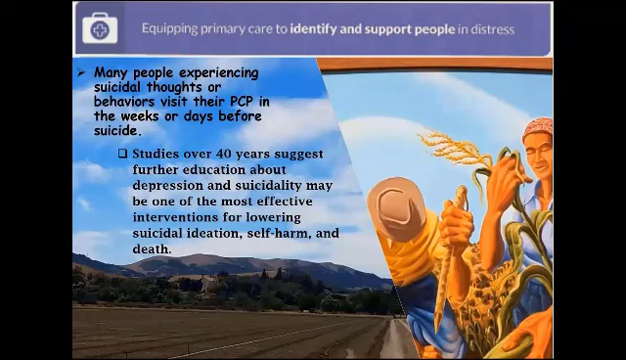 Equipping primary care to identify and support people in distress
Many people experiencing
suicidal thoughts or
behaviors visit their PCP in
the weeks or days before
suicide.
Studies over 40 years suggest
further education about
depression and suicidality may
be one of the most effective
interventions for lowering
suicidal ideation, self-harm, and
death.